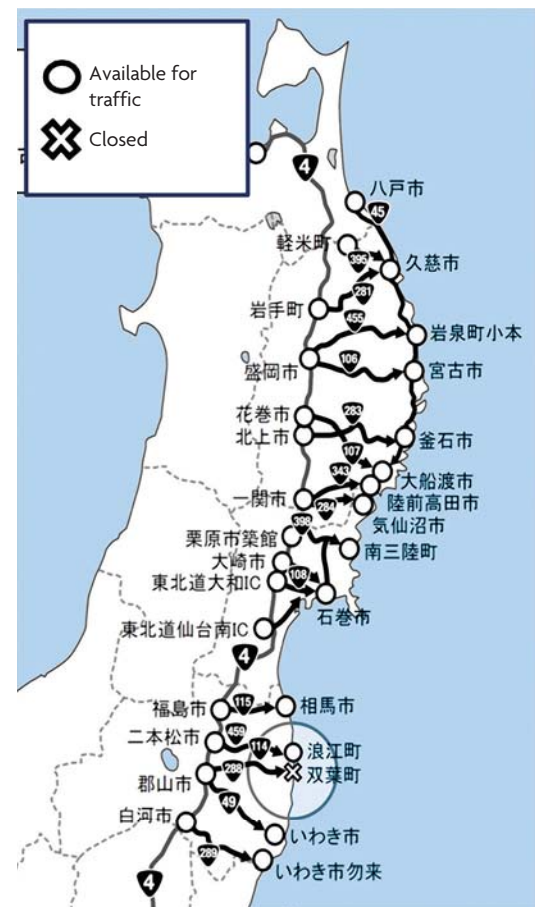 Available for
traffic
Closed
4
八戸市
45
軽米町
395
久慈市
281
岩手町
455
岩泉町小本
盛岡市
106
宮古市
花巻市
283
北上市
釜石市
107
343
大船渡市
一関市
284
陸前高田市
398
気仙沼市
栗原市築館
南三陸町
大崎市
東北道大和IC
108
石巻市
東北道仙台南IC
4
福島市
115
相馬市
二本松市
459
114
浪江町
郡山市
288
双葉町
白河市
49
いわき市
289
いわき市勿来
4